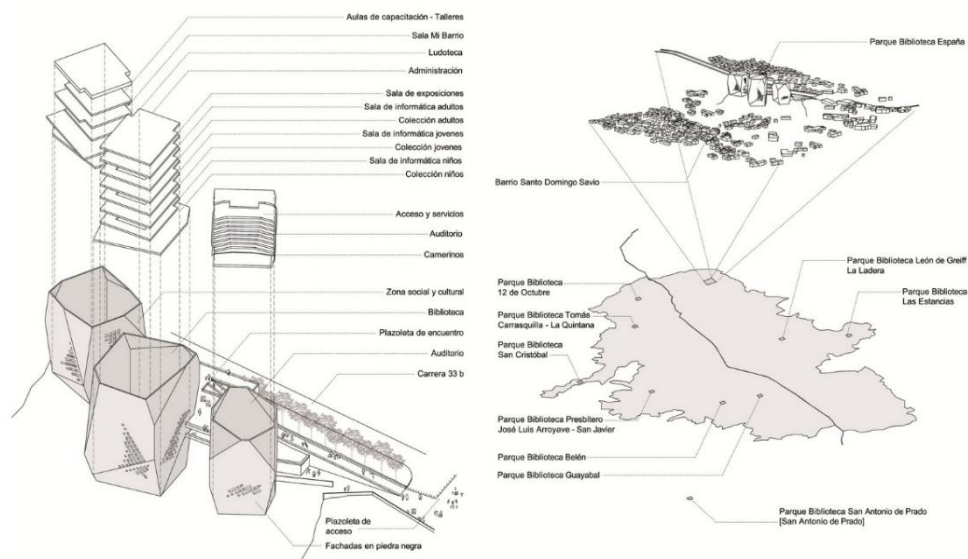 Aulas de capacitación - Talleres
Sala Mi Barrio
Ludoteca
Administración
Sala de exposiciones
Sala de informática adultos
Colección adultos
Sala de informática jovenes
Colección jovenes
Sala de informática niños
Colección niños
Acceso y servicios
Auditorio
Camerinos
Zona social y cultural
Biblioteca
Plazoleta de encuentro
Auditorio
Carrera 33 b
Plazoleta de
acceso
Fachadas en piedra negra
Parque Biblioteca España
Barrio Santo Domingo Savio
Parque Biblioteca León de Greiff
La Ladera
Parque Biblioteca
12 de Octubre
Parque Biblioteca
Las Estancias
Parque Biblioteca Tomás
Carrasquilla - La Quintana
Parque Biblioteca
San Cristóbal
Parque Biblioteca Presbítero
José Luis Arroyave - San Javier
Parque Biblioteca Belén
Parque Biblioteca Guayabal
Parque Biblioteca San Antonio de Prado
[San Antonio de Prado]